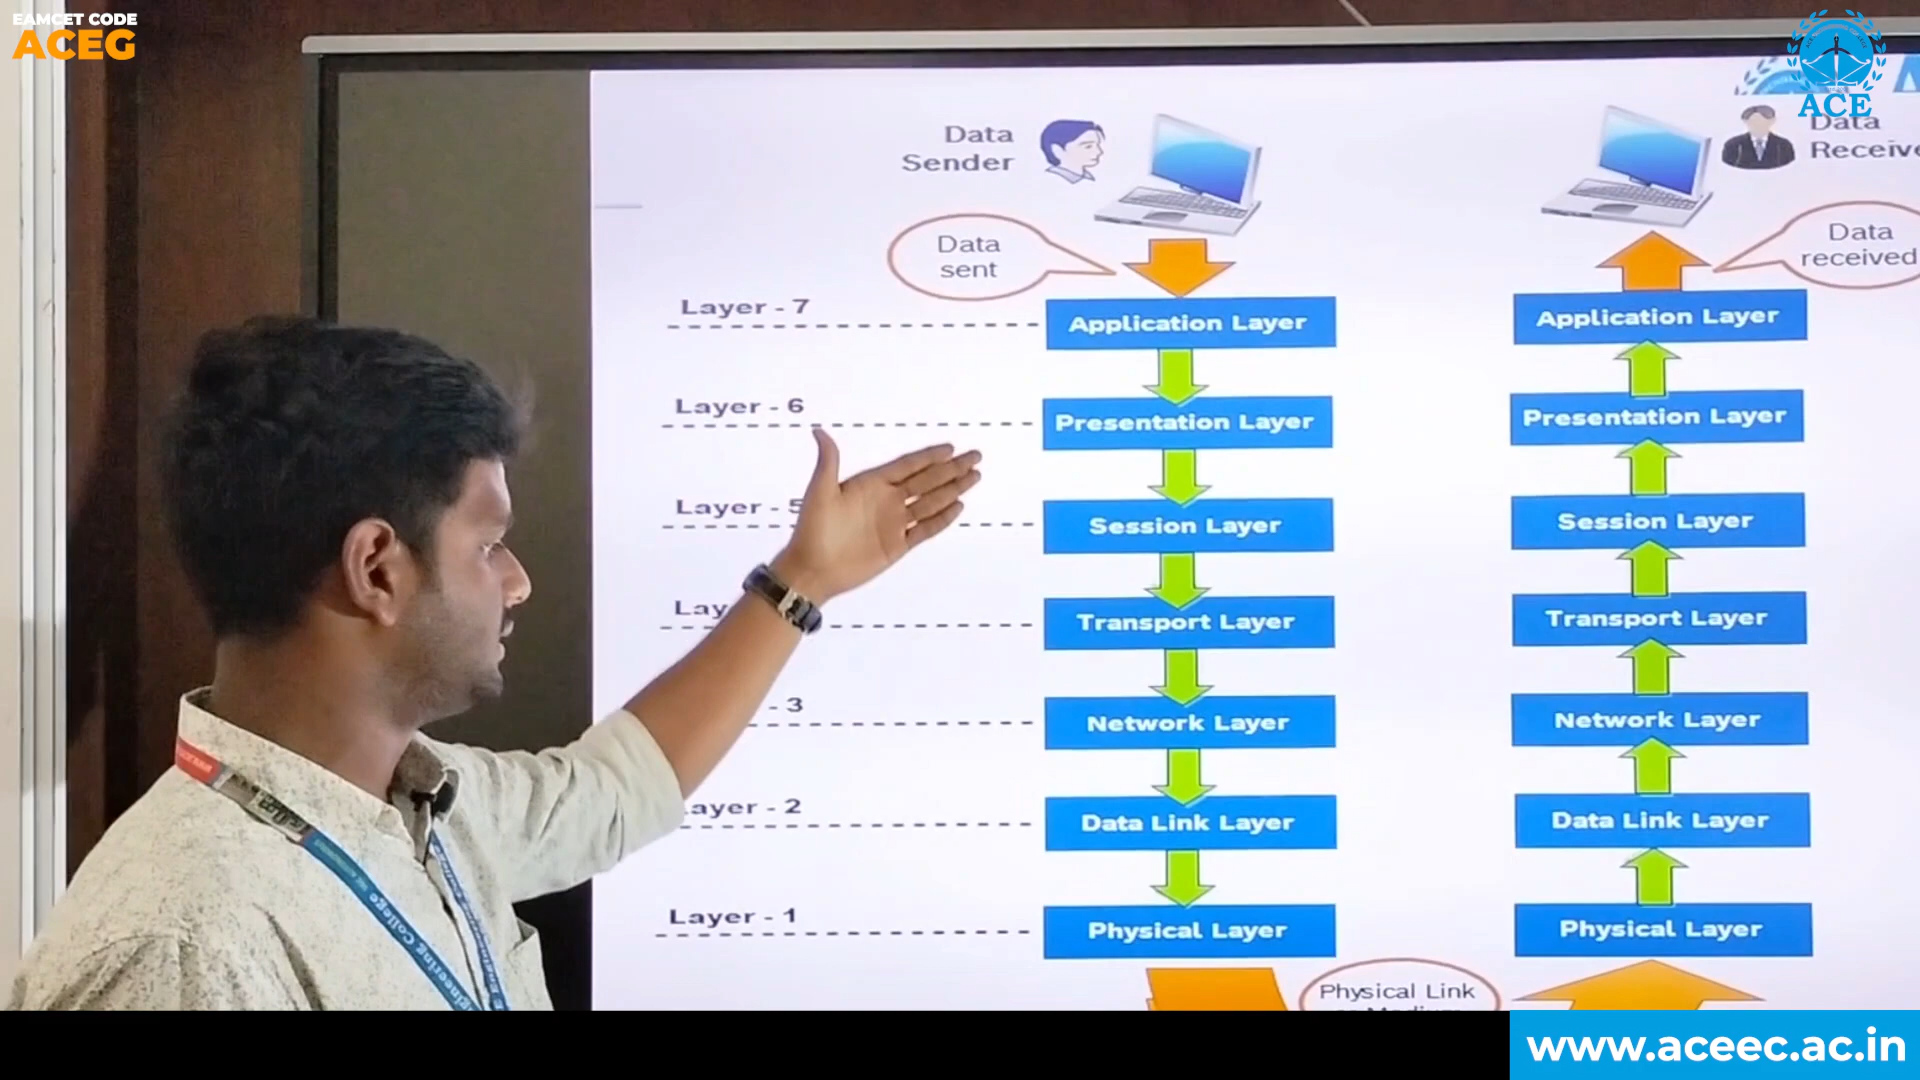 EAMCET CODE
ACEG
ACE
Data
Sender
Data
Data
sent
Data
received
Layer - 7
Application Layer
Application Layer
Layer - 6
Presentation Layer
Presentation Layer
Layer - 5
Session Layer
Session Layer
Transport Layer
Transport Layer
- 3
Network Layer
Network Layer
ayer - 2
Data Link Layer
Data Link Layer
Layer - 1
Physical Layer
Physical Layer
Physical Link
www.aceec.ac.in